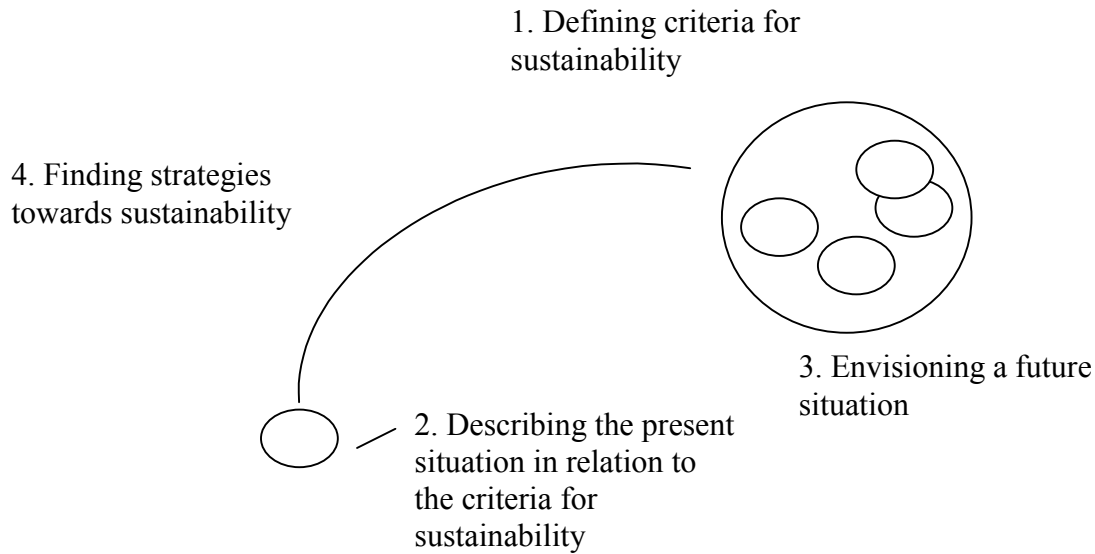 1. Defining criteria for
sustainability
4. Finding strategies
towards sustainability
3. Envisioning a future
situation
2. Describing the present
situation in relation to
the criteria for
sustainability